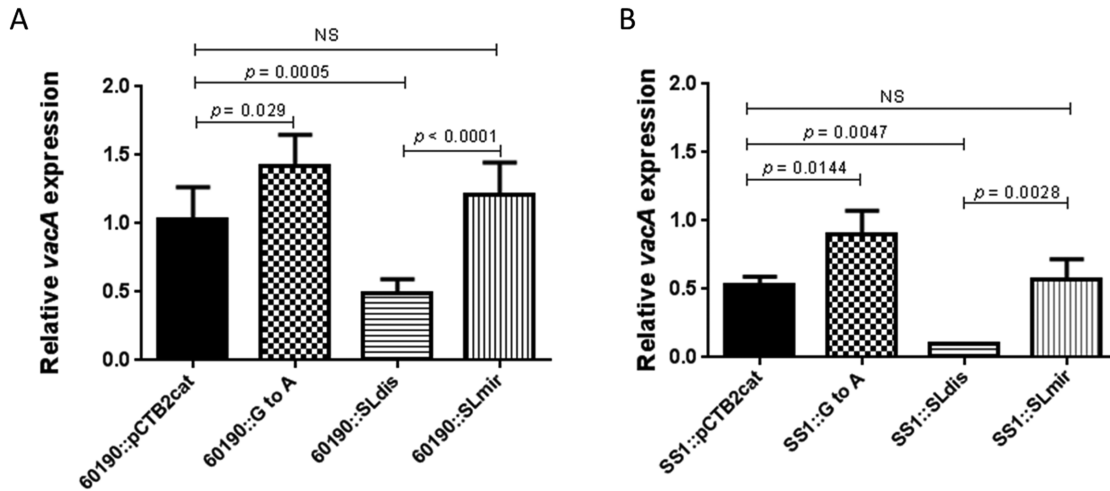 A
Relative vacA expression
2.0
1.5
1.0
0.5
0.0
NS
p = 0.0005
p = 0.029
p < 0.0001
60190::pCTB2cat
60190::G to A
60190::SLdis
60190::SLmir
B
Relative vacA expression
2.0
1.5
1.0
0.5
0.0
NS
p = 0.0047
p = 0.0144
p = 0.0028
SS1::pCTB2cat
SS1::G to A
SS1::SLdis
SS1::SLmir